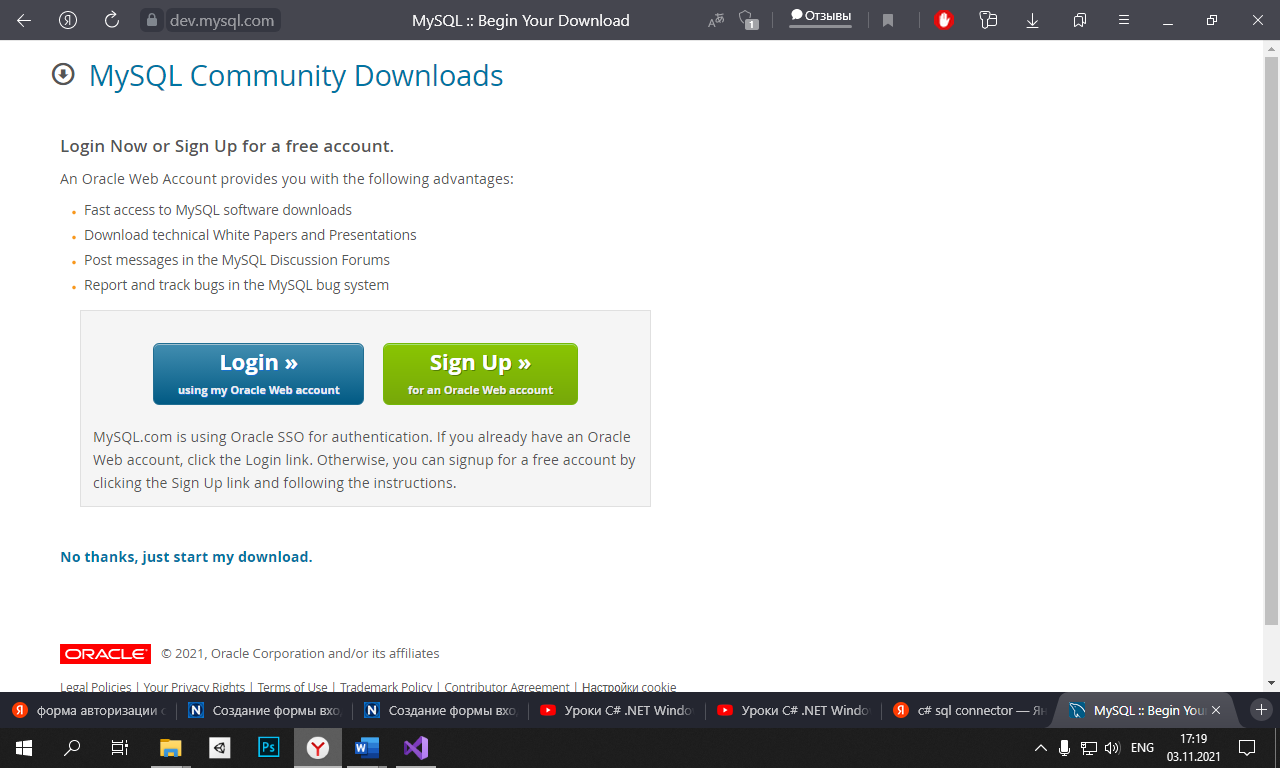 dev.mysql.com
MySQL :: Begin Your Download
1
Отзывы
MySQL Community Downloads
Login Now or Sign Up for a free account.
An Oracle Web Account provides you with the following advantages:
Fast access to MySQL software downloads
Download technical White Papers and Presentations
Post messages in the MySQL Discussion Forums
Report and track bugs in the MySQL bug system
Login »
using my Oracle Web account
Sign Up »
for an Oracle Web account
MySQL.com is using Oracle SSO for authentication. If you already have an Oracle
Web account, click the Login link. Otherwise, you can signup for a free account by
clicking the Sign Up link and following the instructions.
No thanks, just start my download.
ORACLE
© 2021, Oracle Corporation and/or its affiliates
Legal Policies | Your Privacy Rights | Terms of Use | Trademark Policy | Contributor Agreement | Настройки cookie
форма авторизации
Создание формы вхо
Создание формы вхо
Уроки C# .NET Windo
Уроки C# .NET Windo
c# sql connector — Ян
MySQL :: Begin Your
Ps
ENG
17:19
03.11.2021